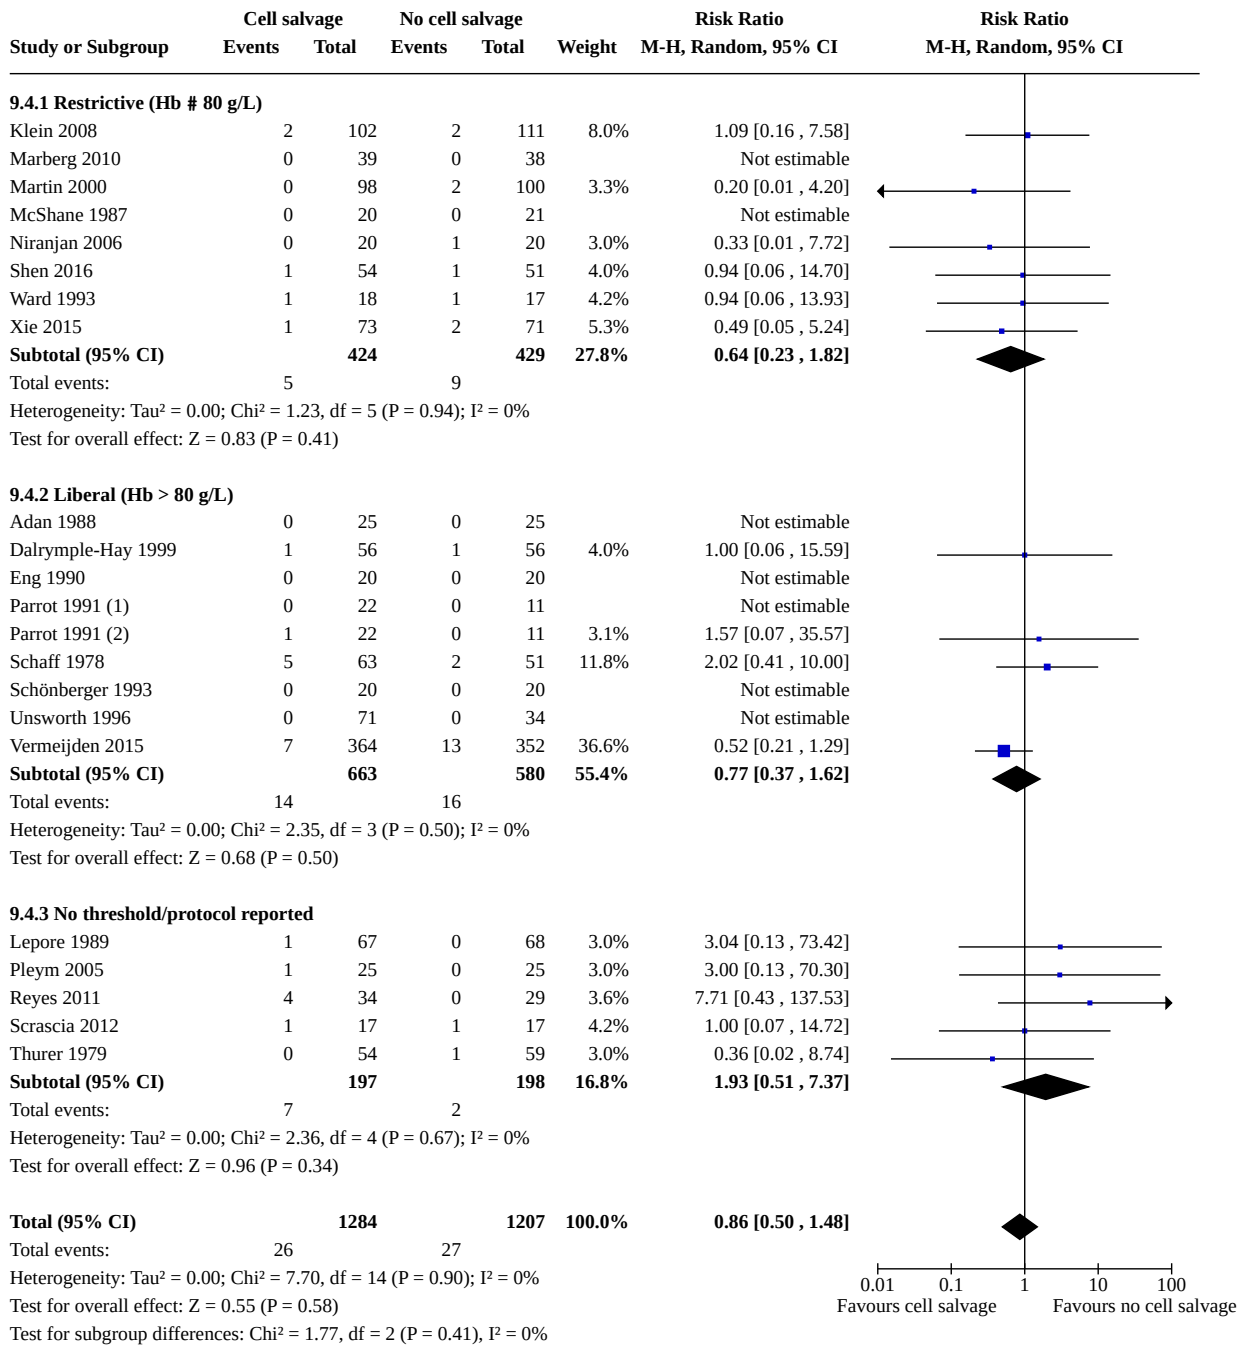 Cell salvage No cell salvage Risk Ratio Risk Ratio
Study or Subgroup Events Total Events Total Weight M-H, Random, 95% CI M-H, Random, 95% CI
9.4.1 Restrictive (Hb # 80 g/L)
Klein 2008 2 102 2 111 8.0% 1.09 [0.16 , 7.58]
Marberg 2010 0 39 0 38 Not estimable
Martin 2000 0 98 2 100 3.3% 0.20 [0.01 , 4.20]
McShane 1987 0 20 0 21 Not estimable
Niranjan 2006 0 20 1 20 3.0% 0.33 [0.01 , 7.72]
Shen 2016 1 54 1 51 4.0% 0.94 [0.06 , 14.70]
Ward 1993 1 18 1 17 4.2% 0.94 [0.06 , 13.93]
Xie 2015 1 73 2 71 5.3% 0.49 [0.05 , 5.24]
Subtotal (95% CI) 424 429 27.8% 0.64 [0.23 , 1.82]
Total events: 5 9
Heterogeneity: Tau² = 0.00; Chi² = 1.23, df = 5 (P = 0.94); I² = 0%
Test for overall effect: Z = 0.83 (P = 0.41)
9.4.2 Liberal (Hb > 80 g/L)
Adan 1988 0 25 0 25 Not estimable
Dalrymple-Hay 1999 1 56 1 56 4.0% 1.00 [0.06 , 15.59]
Eng 1990 0 20 0 20 Not estimable
Parrot 1991 (1) 0 22 0 11 Not estimable
Parrot 1991 (2) 1 22 0 11 3.1% 1.57 [0.07 , 35.57]
Schaff 1978 5 63 2 51 11.8% 2.02 [0.41 , 10.00]
Schönberger 1993 0 20 0 20 Not estimable
Unsworth 1996 0 71 0 34 Not estimable
Vermeijden 2015 7 364 13 352 36.6% 0.52 [0.21 , 1.29]
Subtotal (95% CI) 663 580 55.4% 0.77 [0.37 , 1.62]
Total events: 14 16
Heterogeneity: Tau² = 0.00; Chi² = 2.35, df = 3 (P = 0.50); I² = 0%
Test for overall effect: Z = 0.68 (P = 0.50)
9.4.3 No threshold/protocol reported
Lepore 1989 1 67 0 68 3.0% 3.04 [0.13 , 73.42]
Pleym 2005 1 25 0 25 3.0% 3.00 [0.13 , 70.30]
Reyes 2011 4 34 0 29 3.6% 7.71 [0.43 , 137.53]
Scrascia 2012 1 17 1 17 4.2% 1.00 [0.07 , 14.72]
Thurer 1979 0 54 1 59 3.0% 0.36 [0.02 , 8.74]
Subtotal (95% CI) 197 198 16.8% 1.93 [0.51 , 7.37]
Total events: 7 2
Heterogeneity: Tau² = 0.00; Chi² = 2.36, df = 4 (P = 0.67); I² = 0%
Test for overall effect: Z = 0.96 (P = 0.34)
Total (95% CI) 1284 1207 100.0% 0.86 [0.50 , 1.48]
Total events: 26 27
Heterogeneity: Tau² = 0.00; Chi² = 7.70, df = 14 (P = 0.90); I² = 0%
0.01 0.1 1 10 100
Test for overall effect: Z = 0.55 (P = 0.58) Favours cell salvage Favours no cell salvage
Test for subgroup differences: Chi² = 1.77, df = 2 (P = 0.41), I² = 0%